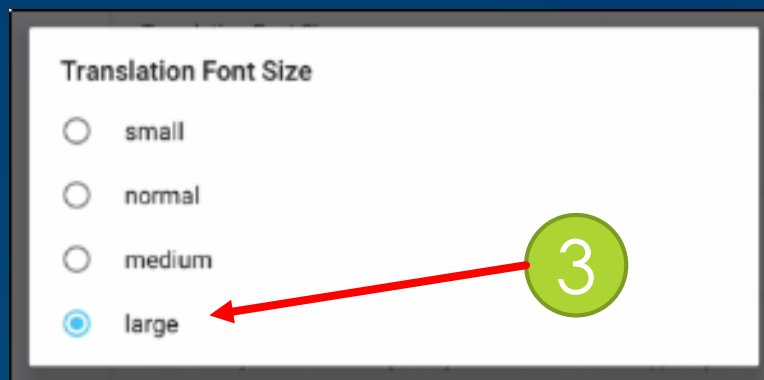 Translation Font Size
small
normal
medium
3
large